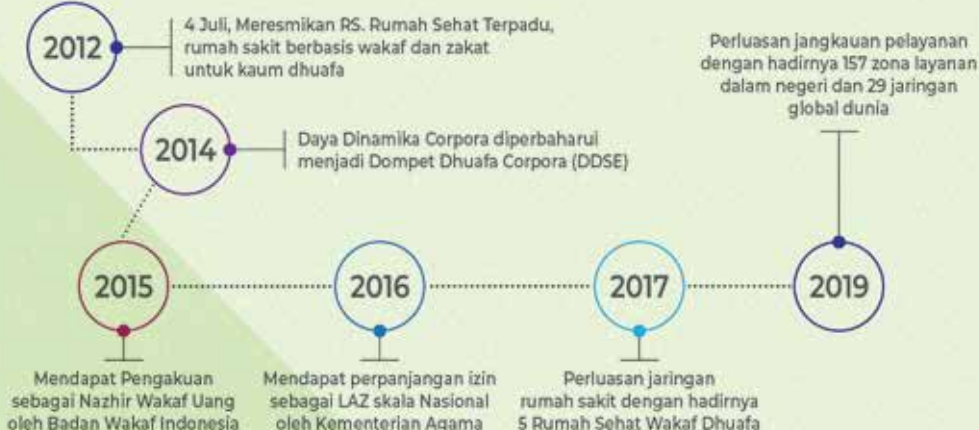 2012
4 Juli, Meresmikan RS. Rumah Sehat Terpadu,
rumah sakit berbasis wakaf dan zakat
untuk kaum dhuafa
2014
Daya Dinamika Corpora diperbaharui
menjadi Dompet Dhuafa Corpora (DDSE)
2015
Mendapat Pengakuan
sebagai Nazhir Wakaf Uang
oleh Badan Wakaf Indonesia
2016
Mendapat perpanjangan izin
sebagai LAZ skala Nasional
oleh Kementerian Agama
2017
Perluasan jaringan
rumah sakit dengan hadirnya
5 Rumah Sehat Wakaf Dhuafa
2019
Perluasan jangkauan pelayanan
dengan hadirnya 157 zona layanan
dalam negeri dan 29 jaringan
global dunia